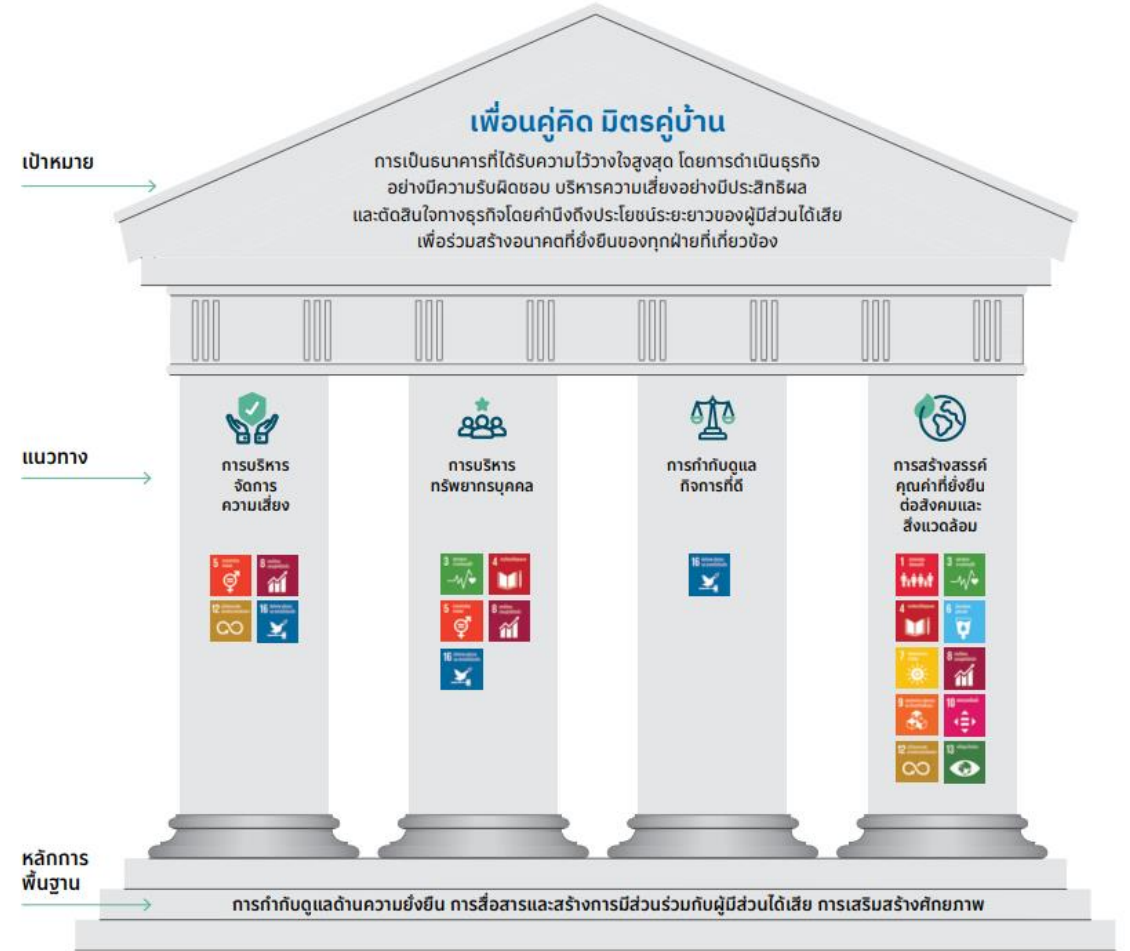 เพื่อนคู่คิด มิตรคู่บ้าน
เป้าหมาย
การเป็นธนาคารที่ได้รับความไว้วางใจสูงสุด โดยการดำเนินธุรกิจ
อย่างมีความรับผิดชอบ บริหารความเสี่ยงอย่างมีประสิทธิผล
และตัดสินใจทางธุรกิจโดยคำนึงถึงประโยชน์ระยะยาวของผู้มีส่วนได้เสีย
เพื่อร่วมสร้างอนาคตที่ยั่งยืนของทุกฝ่ายที่เกี่ยวข้อง
แนวทาง
การบริหาร
จัดการ
ความเสี่ยง
5
8
12
16
การบริหาร
ทรัพยากรบุคคล
3
4
5
8
16
การกำกับดูแล
กิจการที่ดี
16
การสร้างสรรค์
คุณค่าที่ยั่งยืน
ต่อสังคมและ
สิ่งแวดล้อม
1
3
4
6
7
8
9
10
12
13
หลักการ
พื้นฐาน
การกำกับดูแลด้านความยั่งยืน การสื่อสารและสร้างการมีส่วนร่วมกับผู้มีส่วนได้เสีย การเสริมสร้างศักยภาพ